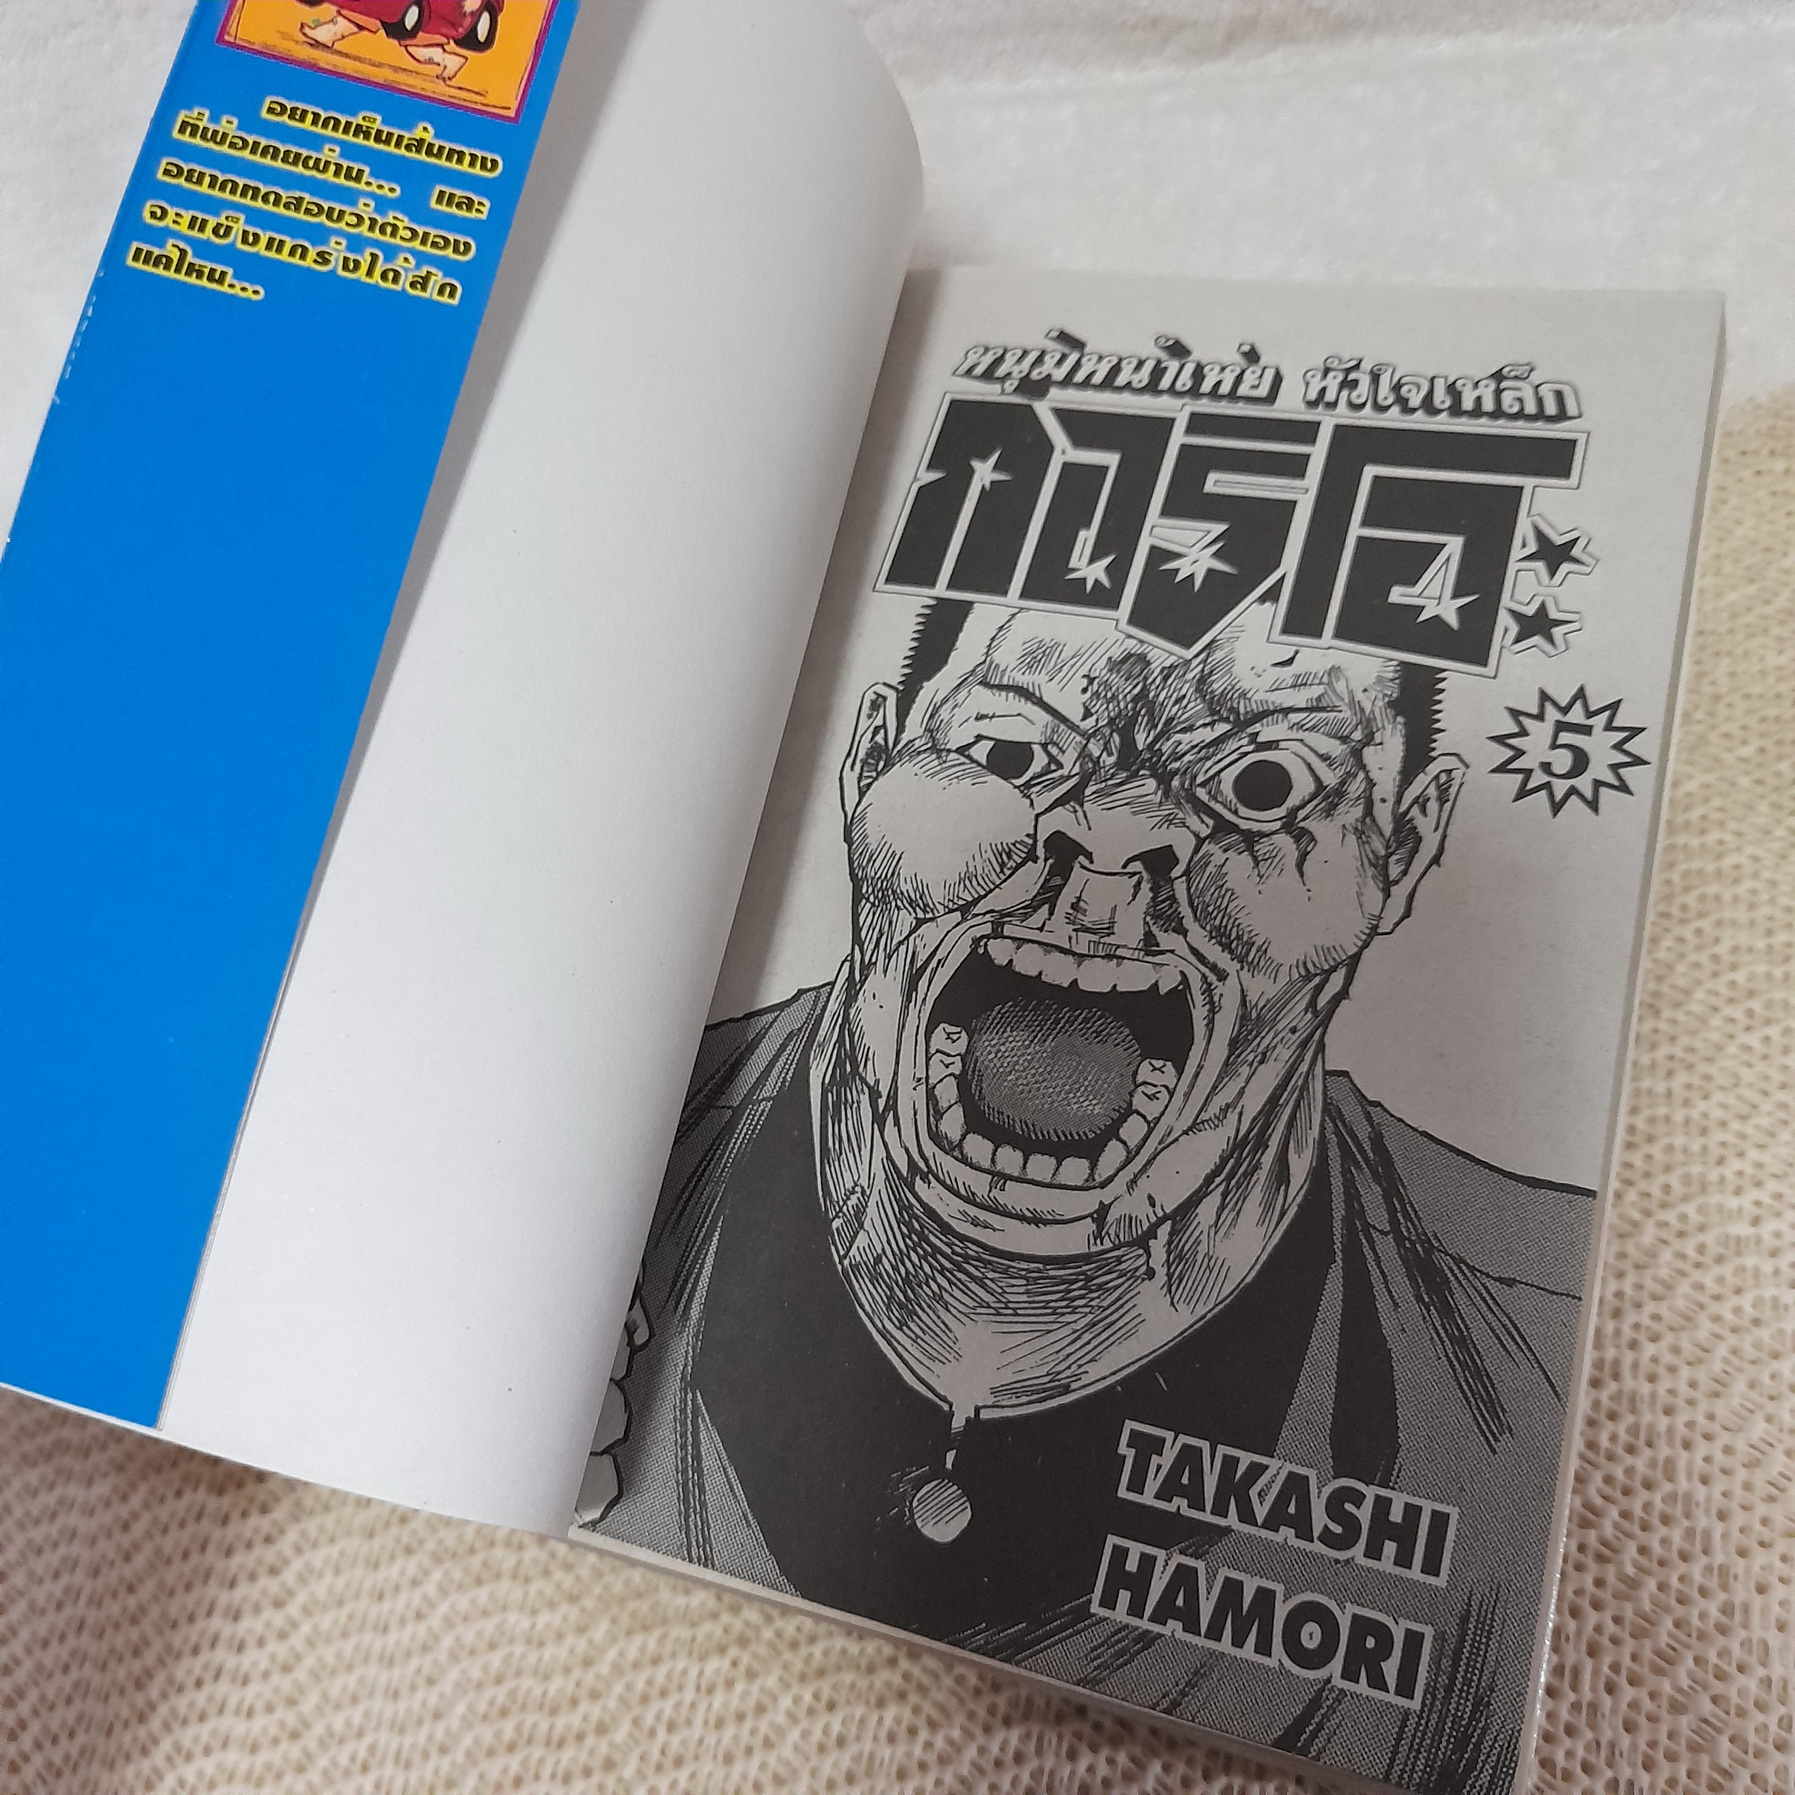 อยากเห็นเส้นทาง
ที่พ่อเคยผ่าน... และ
อยากทดสอบว่าตัวเอง
จะแข็งแกร่งได้สัก
แค่ไหน...
หนุมิหน้าเห่ย หัวใจเหล็ก
กอริโอ
5
TAKASHI
HAMORI